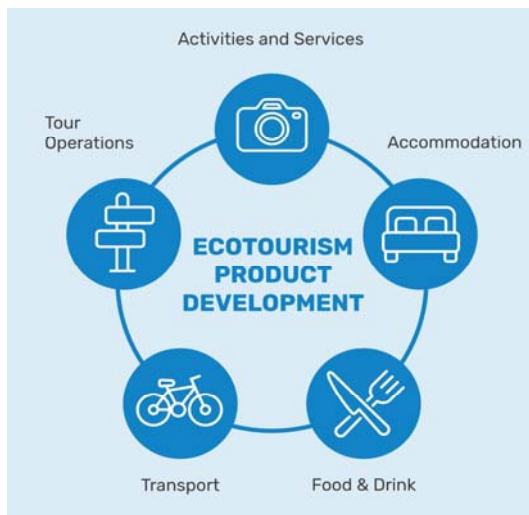 Activities and Services
Tour
Operations
Accommodation
ECOTOURISM
PRODUCT
DEVELOPMENT
Transport
Food & Drink